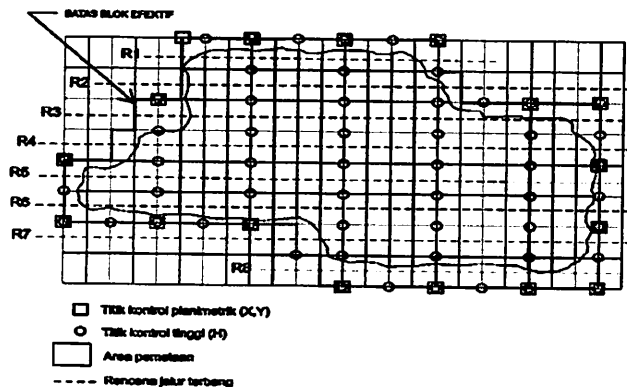 BATAS BLOK EFEKTIF
R1
R2
R3
R4
R5
R6
R7
R8
Titik kontrol planimetrik (X,Y)
Titik kontrol tinggi (H)
Area pemetaan
Rencana jalur terbang